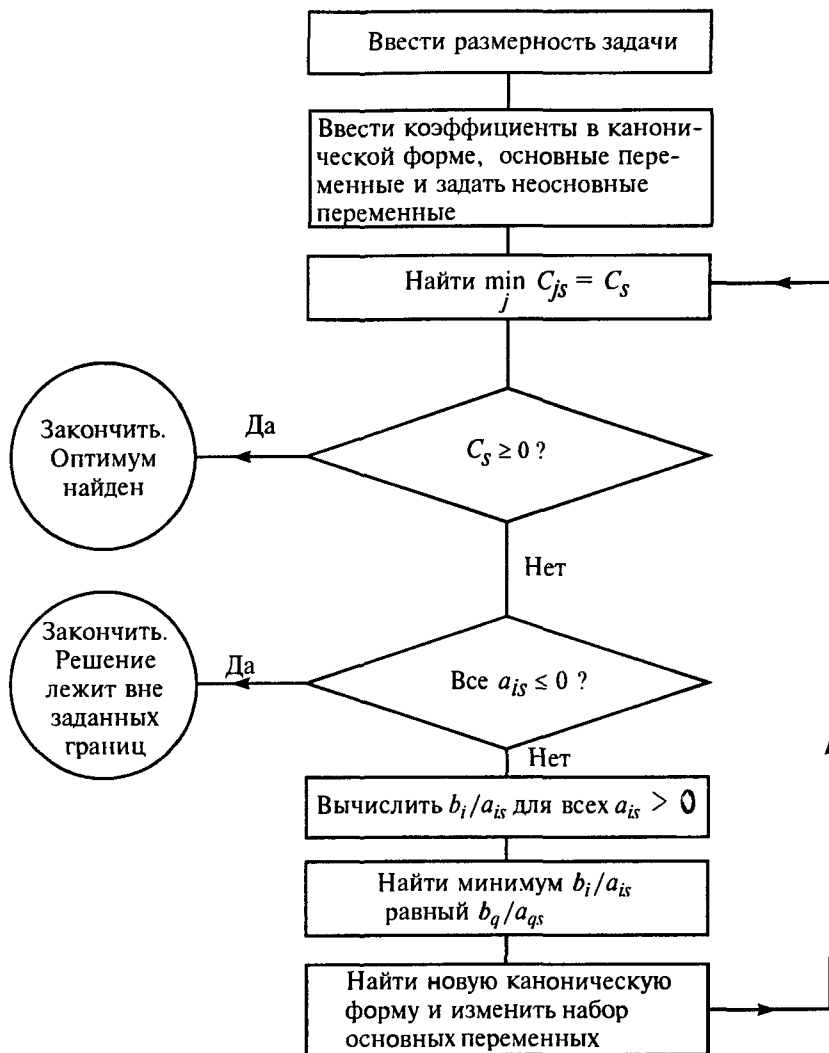 Ввести размерность задачи
Ввести коэффициенты в канони-
ческой форме, основные пере-
менные и задать неосновные
переменные
Найти min C_js = C_s
j
Закончить.
Оптимум
найден
Да
C_s ≥ 0 ?
Нет
Закончить.
Решение
лежит вне
заданных
границ
Да
Все a_is ≤ 0 ?
Нет
Вычислить b_i/a_is для всех a_is > 0
Найти минимум b_i/a_is
равный b_q/a_qs
Найти новую каноническую
форму и изменить набор
основных переменных